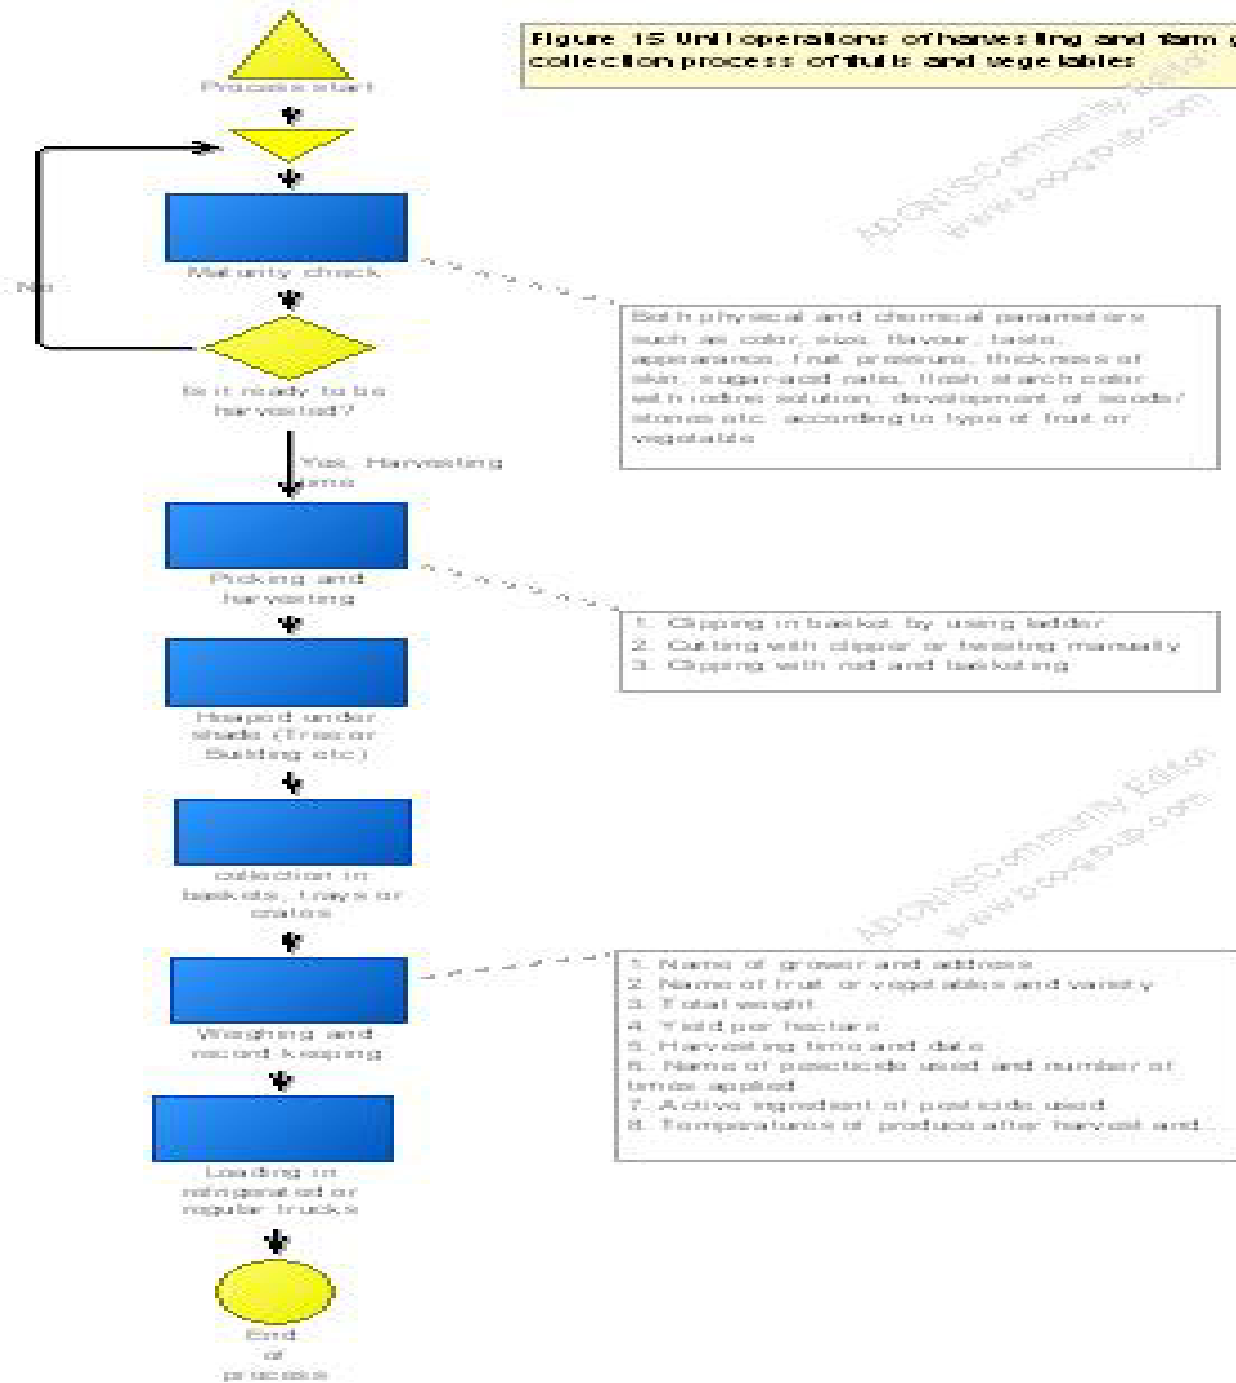 Figure 15 Unit operations of harvesting and farm g
collection process of fruits and vegetables
Process start
ADONIS Community Edition
Maturity check
No
Both physical and chemical parameters
such as color, size, flavour, taste,
appearance, fruit pressure, thickness of
skin, sugar-acid ratio, flesh starch color
with iodine solution, development of seeds/
stones etc. according to type of fruit or
vegetable
Is it ready to be
harvested?
Yes, Harvesting
time
Picking and
harvesting
1. Clipping in basket by using ladder
2. Cutting with clipper or twisting manually
3. Clipping with rod and basketing
Heaped under
shade (Tree or
Building etc)
collection in
baskets, trays or
crates
ADONIS Community Edition
1. Name of grower and address
2. Name of fruit or vegetables and variety
3. Total weight
4. Yield per hectare
5. Harvesting time and date
6. Name of pesticide used and number of
times applied
7. Active ingredient of pesticide used
8. Temperatures of produce after harvest and...
Weighing and
record keeping
Loading in
refrigerated or
regular trucks
End
of
process